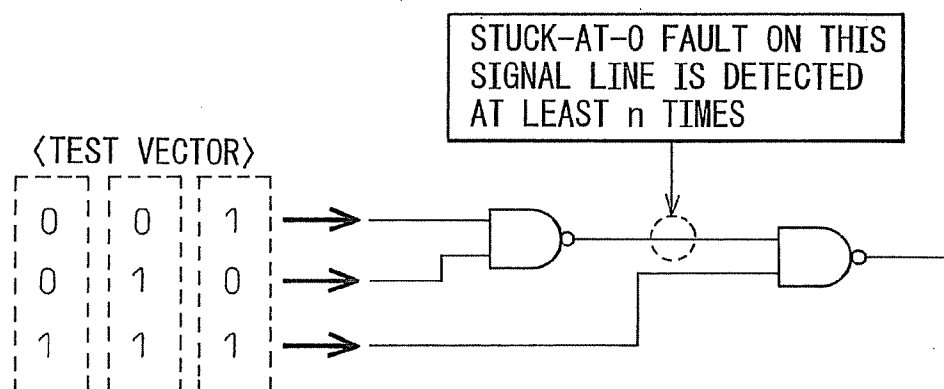 STUCK-AT-0 FAULT ON THIS
SIGNAL LINE IS DETECTED
AT LEAST n TIMES
〈TEST VECTOR〉
0 0 1
0 1 0
1 1 1